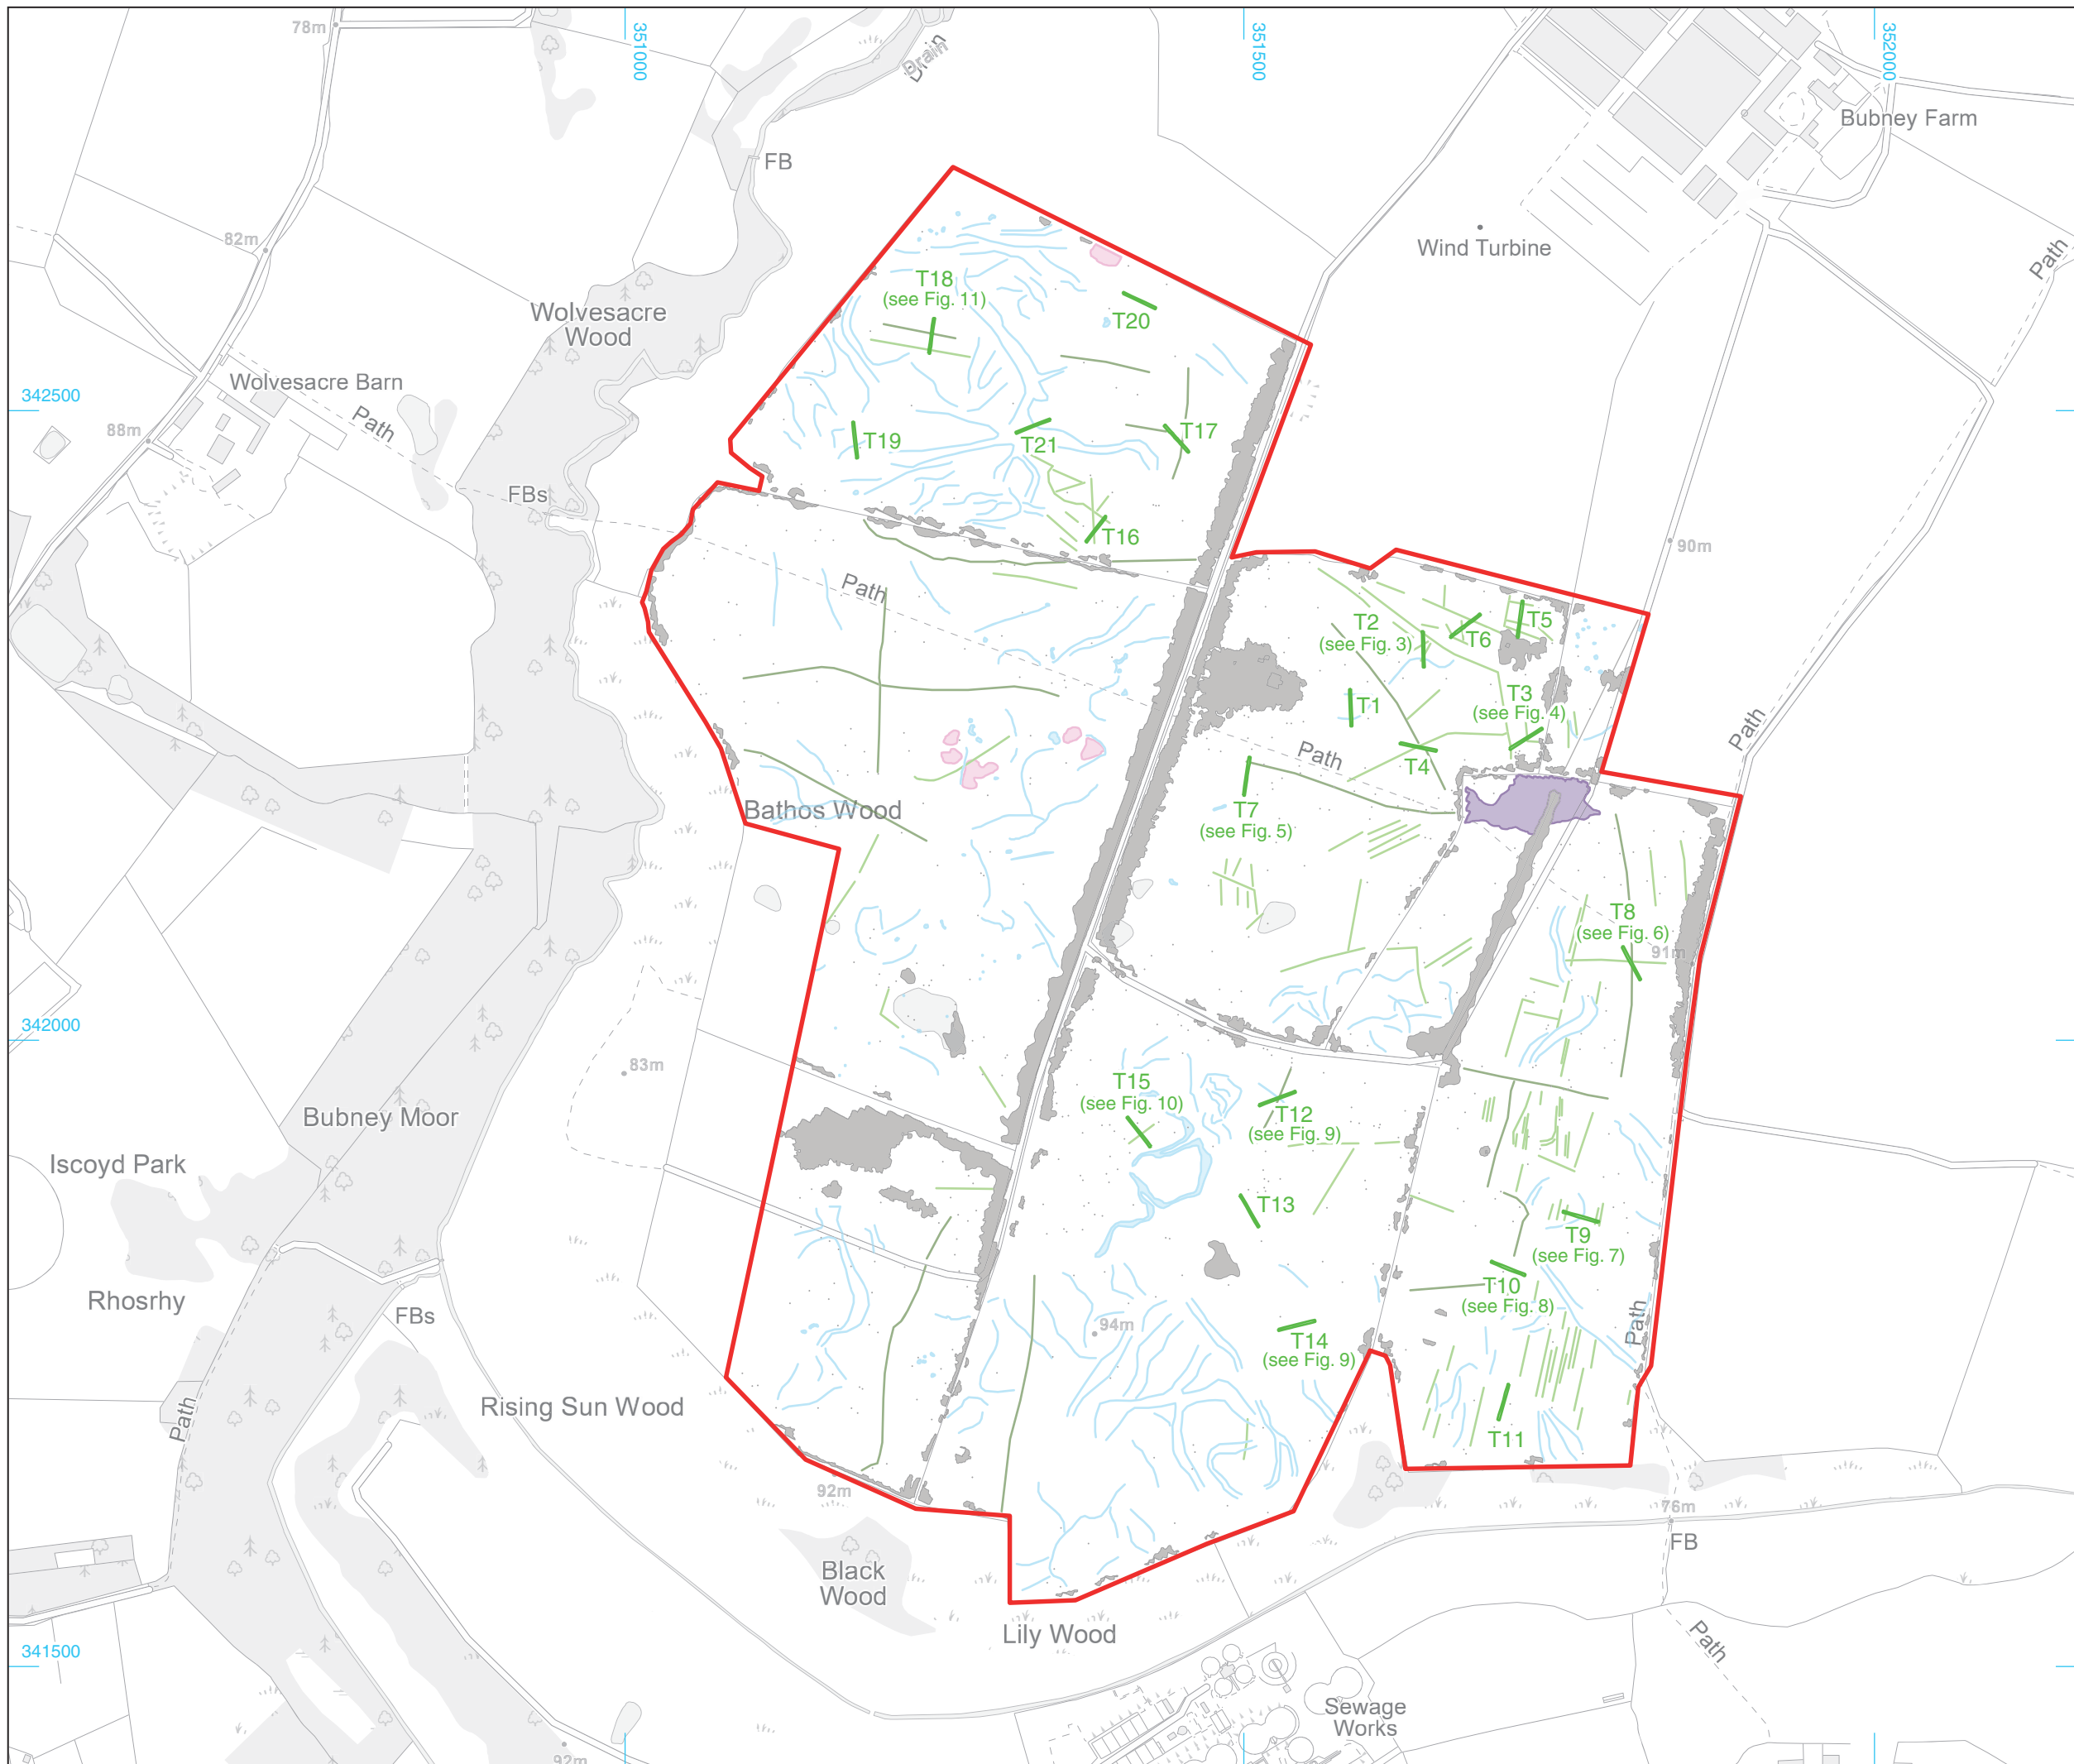 78m
351000
351500
352000
Drain
Drain
Bubney Farm
FB
82m
Wind Turbine
Path
T18
(see Fig. 11)
T20
Wolvesacre
Wood
Wolvesacre Barn
342500
Path
88m
T19
T21
T17
FBs
T16
90m
Path
T2
(see Fig. 3)
T6
T5
T3
(see Fig. 4)
T1
Path
Path
T4
Bathos Wood
T7
(see Fig. 5)
T8
(see Fig. 6)
91m
342000
83m
T15
(see Fig. 10)
T12
(see Fig. 9)
Bubney Moor
Iscoyd Park
T13
T9
(see Fig. 7)
T10
(see Fig. 8)
Rhosrhy
FBs
94m
Path
T14
(see Fig. 9)
Rising Sun Wood
Path
T11
92m
76m
FB
Black
Wood
Lily Wood
Path
341500
Sewage
Works
92m